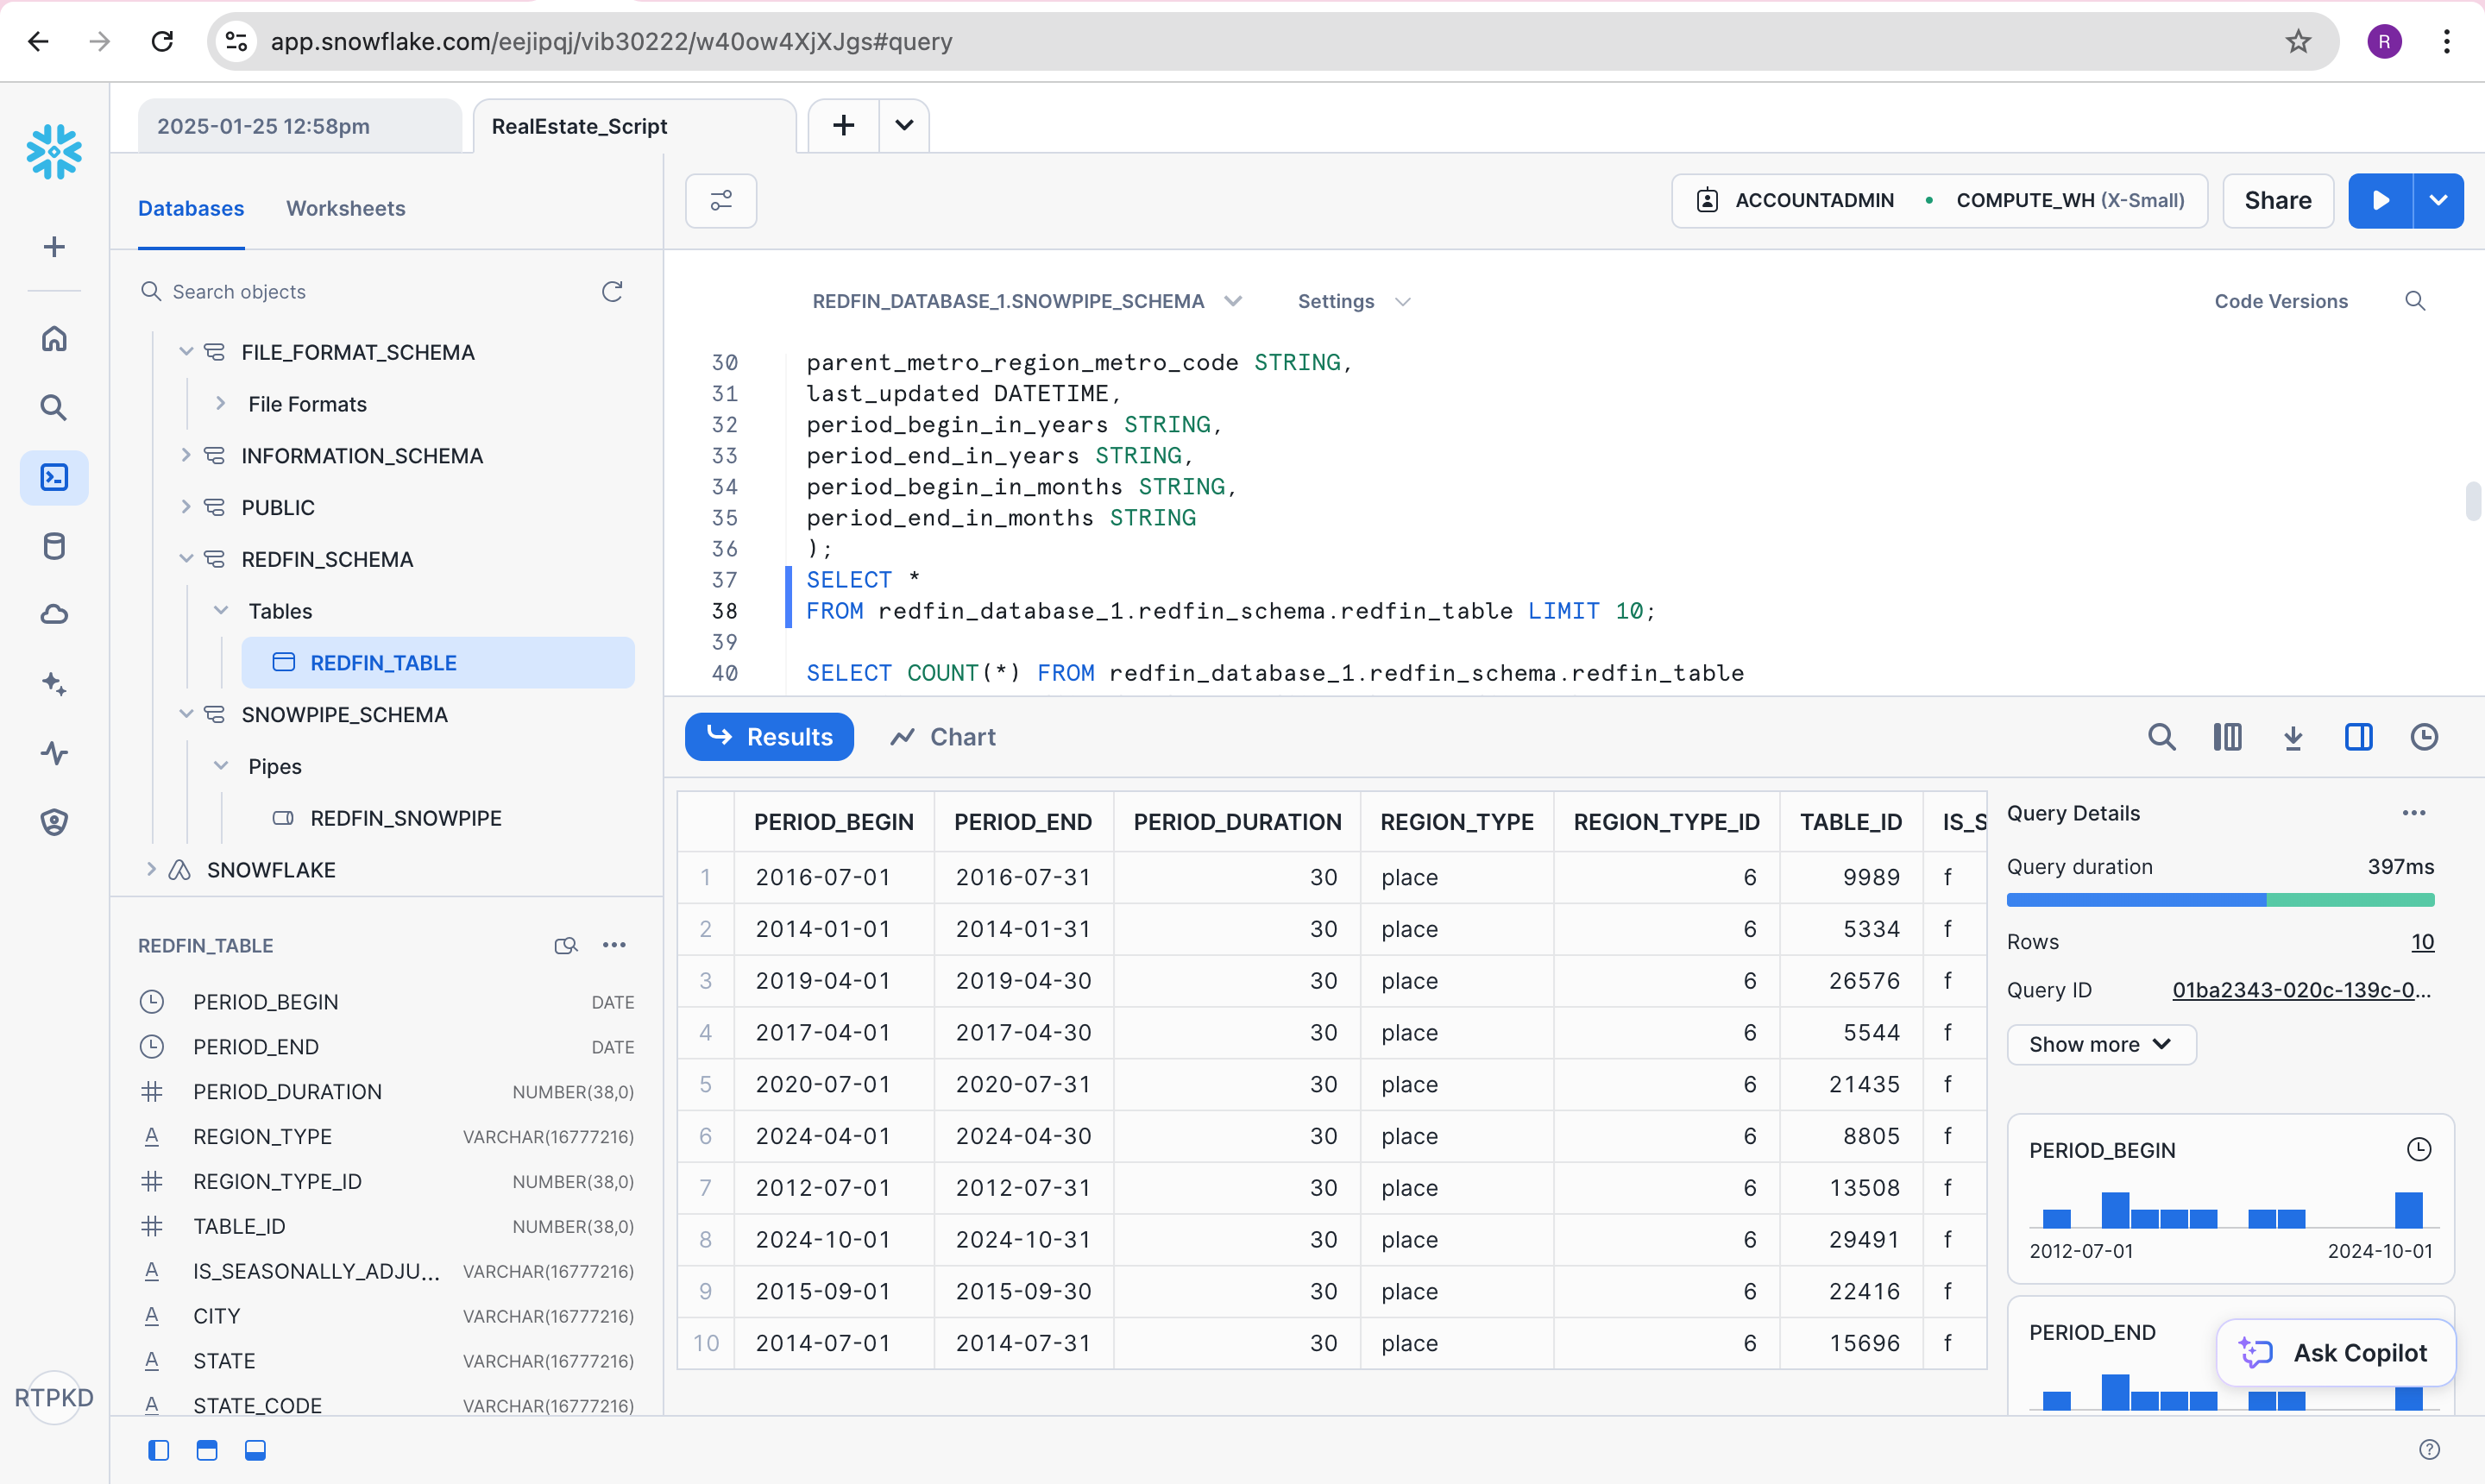 app.snowflake.com/eejipqj/vib30222/w40ow4XjXJgs#query
R
2025-01-25 12:58pm
RealEstate_Script
Databases
Worksheets
ACCOUNTADMIN
COMPUTE_WH (X-Small)
Share
Search objects
FILE_FORMAT_SCHEMA
File Formats
INFORMATION_SCHEMA
PUBLIC
REDFIN_SCHEMA
Tables
REDFIN_TABLE
SNOWPIPE_SCHEMA
Pipes
REDFIN_SNOWPIPE
SNOWFLAKE
REDFIN_TABLE
PERIOD_BEGIN DATE
PERIOD_END DATE
PERIOD_DURATION NUMBER(38,0)
REGION_TYPE VARCHAR(16777216)
REGION_TYPE_ID NUMBER(38,0)
TABLE_ID NUMBER(38,0)
IS_SEASONALLY_ADJU... VARCHAR(16777216)
CITY VARCHAR(16777216)
STATE VARCHAR(16777216)
STATE_CODE VARCHAR(16777216)
RTPKD
REDFIN_DATABASE_1.SNOWPIPE_SCHEMA
Settings
Code Versions
30 parent_metro_region_metro_code STRING,
31 last_updated DATETIME,
32 period_begin_in_years STRING,
33 period_end_in_years STRING,
34 period_begin_in_months STRING,
35 period_end_in_months STRING
36 );
37 SELECT *
38 FROM redfin_database_1.redfin_schema.redfin_table LIMIT 10;
39
40 SELECT COUNT(*) FROM redfin_database_1.redfin_schema.redfin_table
Results
Chart
PERIOD_BEGIN PERIOD_END PERIOD_DURATION REGION_TYPE REGION_TYPE_ID TABLE_ID IS_S
1 2016-07-01 2016-07-31 30 place 6 9989 f
2 2014-01-01 2014-01-31 30 place 6 5334 f
3 2019-04-01 2019-04-30 30 place 6 26576 f
4 2017-04-01 2017-04-30 30 place 6 5544 f
5 2020-07-01 2020-07-31 30 place 6 21435 f
6 2024-04-01 2024-04-30 30 place 6 8805 f
7 2012-07-01 2012-07-31 30 place 6 13508 f
8 2024-10-01 2024-10-31 30 place 6 29491 f
9 2015-09-01 2015-09-30 30 place 6 22416 f
10 2014-07-01 2014-07-31 30 place 6 15696 f
Query Details
Query duration 397ms
Rows 10
Query ID 01ba2343-020c-139c-0...
Show more
PERIOD_BEGIN
2012-07-01 2024-10-01
PERIOD_END
Ask Copilot